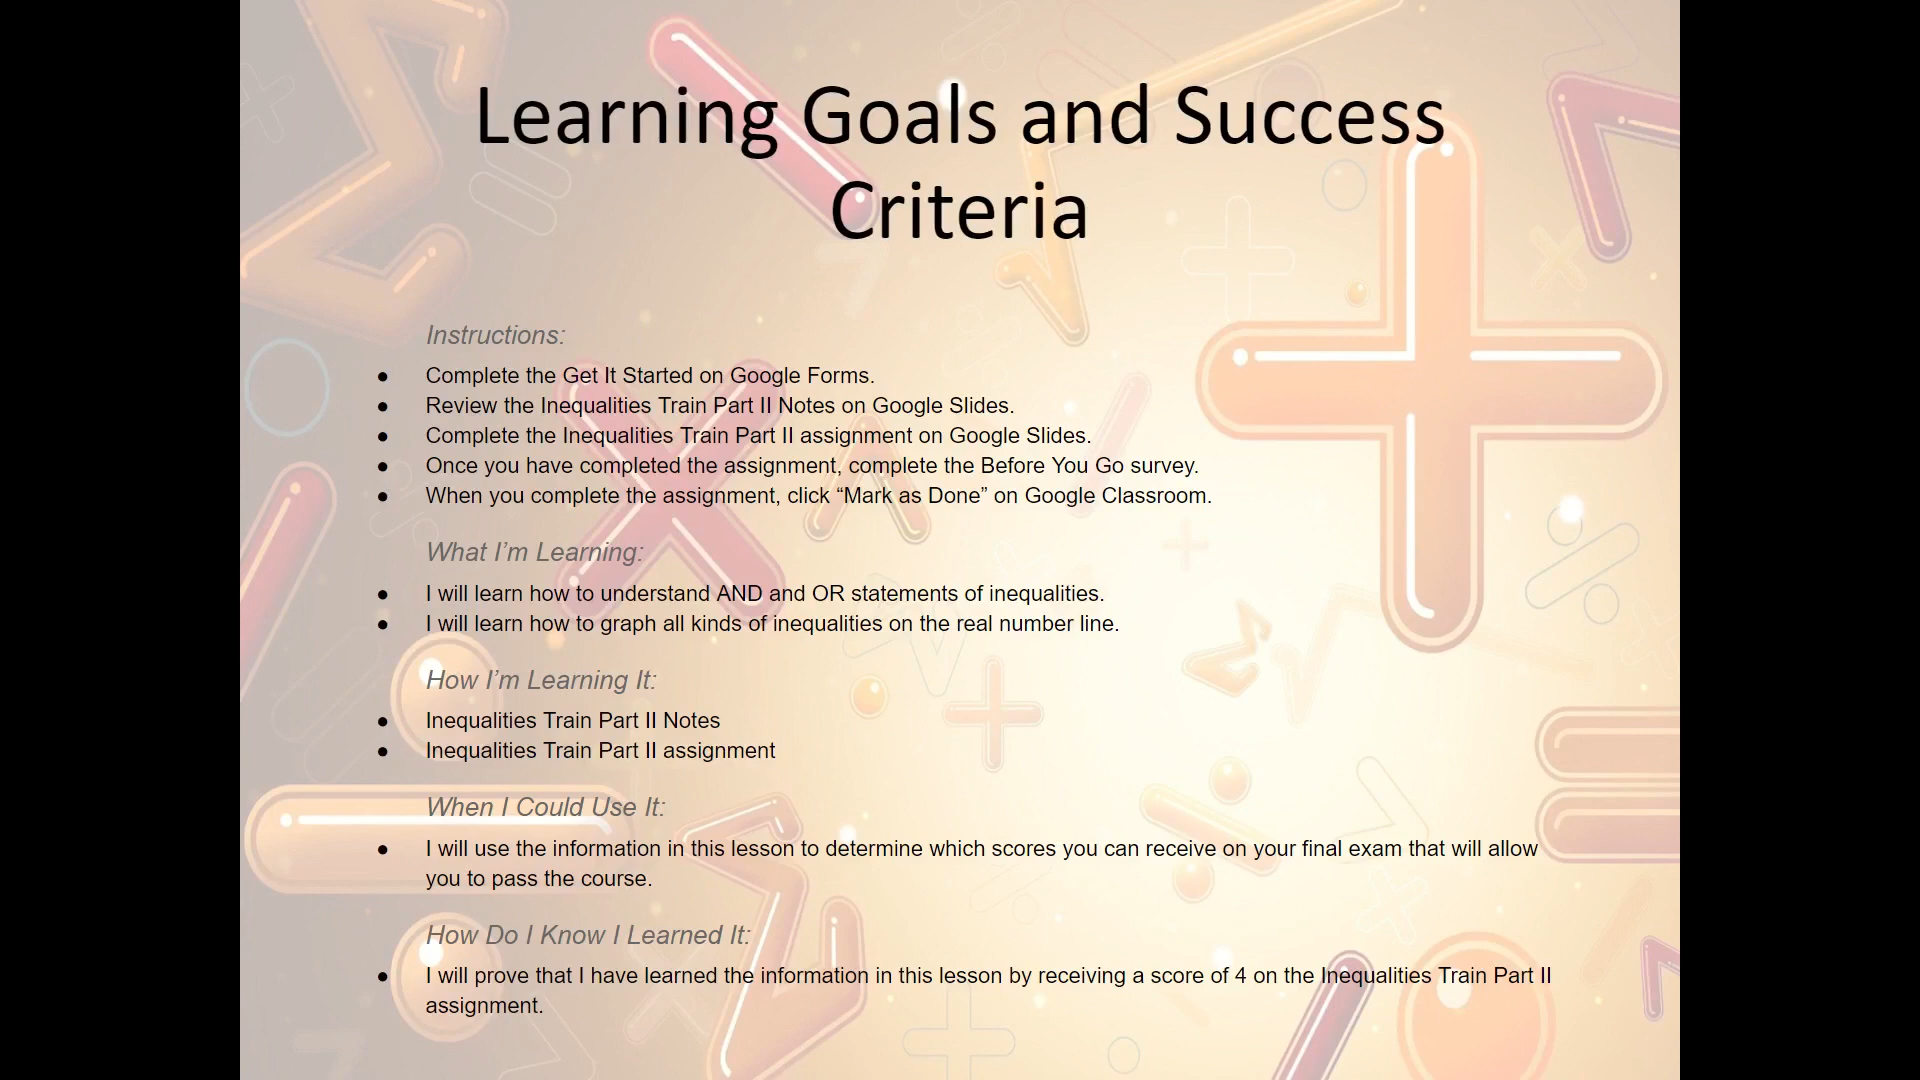 Learning Goals and Success
Criteria
Instructions:
● Complete the Get It Started on Google Forms.
● Review the Inequalities Train Part II Notes on Google Slides.
● Complete the Inequalities Train Part II assignment on Google Slides.
● Once you have completed the assignment, complete the Before You Go survey.
● When you complete the assignment, click “Mark as Done” on Google Classroom.
What I’m Learning:
● I will learn how to understand AND and OR statements of inequalities.
● I will learn how to graph all kinds of inequalities on the real number line.
How I’m Learning It:
● Inequalities Train Part II Notes
● Inequalities Train Part II assignment
When I Could Use It:
● I will use the information in this lesson to determine which scores you can receive on your final exam that will allow
you to pass the course.
How Do I Know I Learned It:
● I will prove that I have learned the information in this lesson by receiving a score of 4 on the Inequalities Train Part II
assignment.